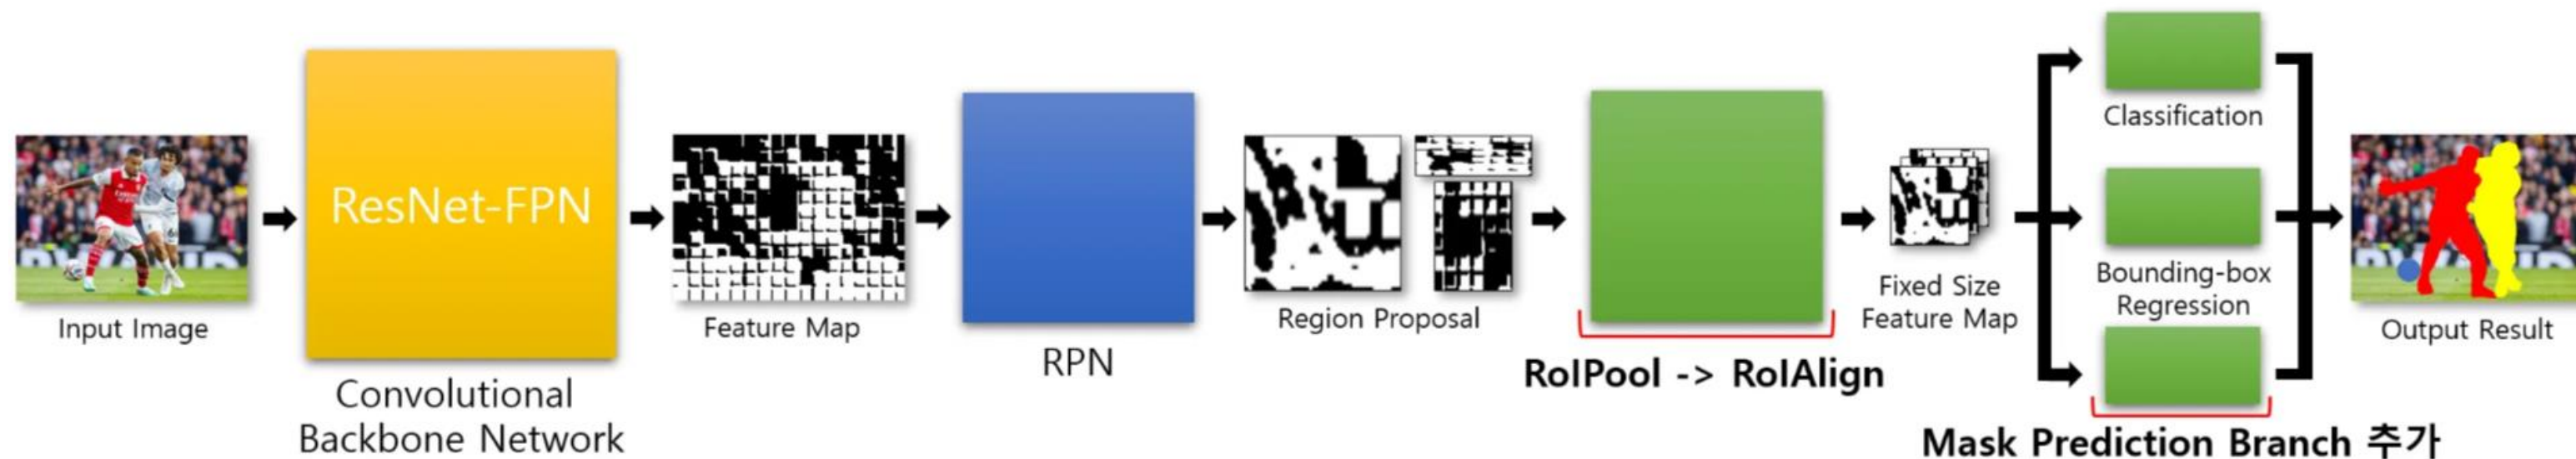 Input Image
ResNet-FPN
Convolutional
Backbone Network
Feature Map
RPN
Region Proposal
RoIPool -> RoIAlign
Fixed Size
Feature Map
Classification
Bounding-box
Regression
Mask Prediction Branch 추가
Output Result